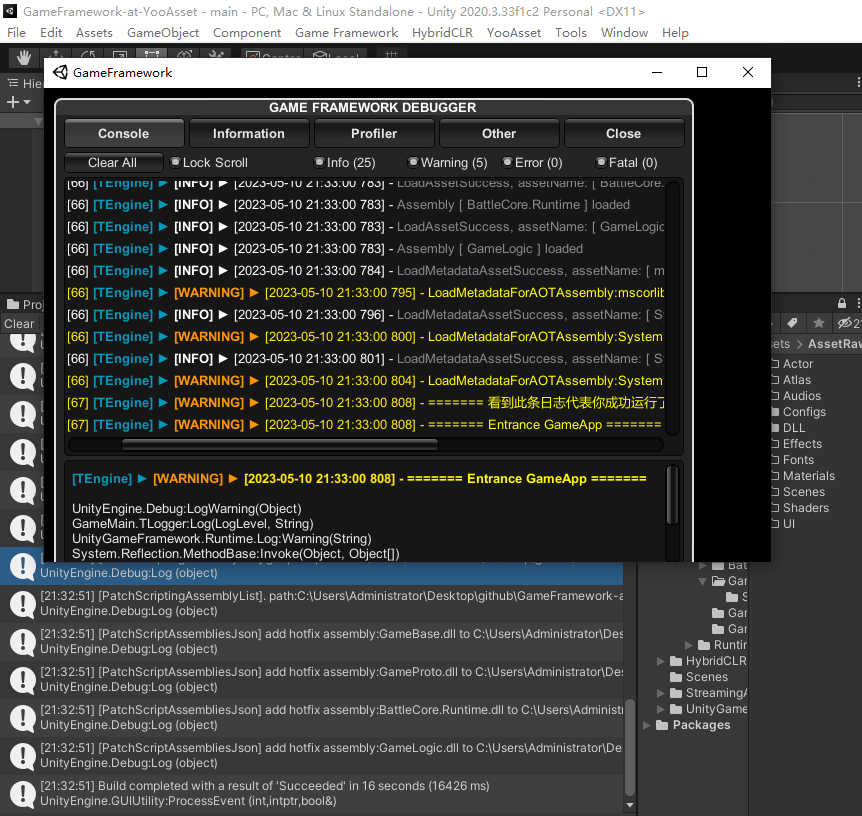 GameFramework-at-YooAsset - main - PC, Mac & Linux Standalone - Unity 2020.3.33f1c2 Personal <DX11>
File Edit Assets GameObject Component Game Framework HybridCLR YooAsset Tools Window Help
GameFramework
GAME FRAMEWORK DEBUGGER
Console Information Profiler Other Close
Clear All Lock Scroll Info (25) Warning (5) Error (0) Fatal (0)
[66] [TEngine] ► [INFO] ► [2023-05-10 21:33:00 783] - LoadAssetSuccess, assetName: [ BattleCore.
[66] [TEngine] ► [INFO] ► [2023-05-10 21:33:00 783] - Assembly [ BattleCore.Runtime ] loaded
[66] [TEngine] ► [INFO] ► [2023-05-10 21:33:00 783] - LoadAssetSuccess, assetName: [ GameLogic
[66] [TEngine] ► [INFO] ► [2023-05-10 21:33:00 783] - Assembly [ GameLogic ] loaded
[66] [TEngine] ► [INFO] ► [2023-05-10 21:33:00 784] - LoadMetadataAssetSuccess, assetName: [ m
[66] [TEngine] ► [WARNING] ► [2023-05-10 21:33:00 795] - LoadMetadataForAOTAssembly:mscorlib
[66] [TEngine] ► [INFO] ► [2023-05-10 21:33:00 796] - LoadMetadataAssetSuccess, assetName: [ S
[66] [TEngine] ► [WARNING] ► [2023-05-10 21:33:00 800] - LoadMetadataForAOTAssembly:System
[66] [TEngine] ► [INFO] ► [2023-05-10 21:33:00 801] - LoadMetadataAssetSuccess, assetName: [ S
[66] [TEngine] ► [WARNING] ► [2023-05-10 21:33:00 804] - LoadMetadataForAOTAssembly:System
[67] [TEngine] ► [WARNING] ► [2023-05-10 21:33:00 808] - ======= 看到此条日志代表你成功运行了
[67] [TEngine] ► [WARNING] ► [2023-05-10 21:33:00 808] - ======= Entrance GameApp =======
[TEngine] ► [WARNING] ► [2023-05-10 21:33:00 808] - ======= Entrance GameApp =======
UnityEngine.Debug:LogWarning(Object)
GameMain.TLogger:Log(LogLevel, String)
UnityGameFramework.Runtime.Log:Warning(String)
System.Reflection.MethodBase:Invoke(Object, Object[])
Hie
Proj
Clear
UnityEngine.Debug:Log (object)
[21:32:51] [PatchScriptingAssemblyList]. path:C:\Users\Administrator\Desktop\github\GameFramework-a
UnityEngine.Debug:Log (object)
[21:32:51] [PatchScriptAssembliesJson] add hotfix assembly:GameBase.dll to C:\Users\Administrator\Des
UnityEngine.Debug:Log (object)
[21:32:51] [PatchScriptAssembliesJson] add hotfix assembly:GameProto.dll to C:\Users\Administrator\Des
UnityEngine.Debug:Log (object)
[21:32:51] [PatchScriptAssembliesJson] add hotfix assembly:BattleCore.Runtime.dll to C:\Users\Administr
UnityEngine.Debug:Log (object)
[21:32:51] [PatchScriptAssembliesJson] add hotfix assembly:GameLogic.dll to C:\Users\Administrator\De
UnityEngine.Debug:Log (object)
[21:32:51] Build completed with a result of 'Succeeded' in 16 seconds (16426 ms)
UnityEngine.GUIUtility:ProcessEvent (int,intptr,bool&)
ets > AssetRaw
Actor
Atlas
Audios
Configs
DLL
Effects
Fonts
Materials
Scenes
Shaders
UI
Bat
Gar
S
Gar
Gar
Runtir
HybridCLR
Scenes
StreamingA
UnityGame
Packages